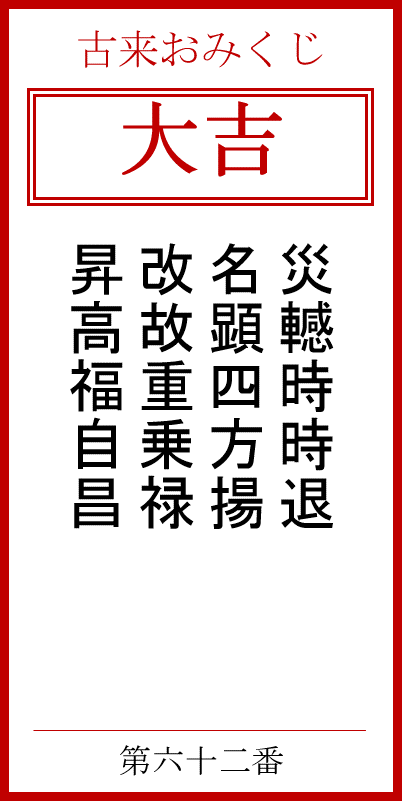 古来おみくじ
大吉
災轗時時退
名顕四方揚
改故重乗禄
昇高福自昌
第六十二番